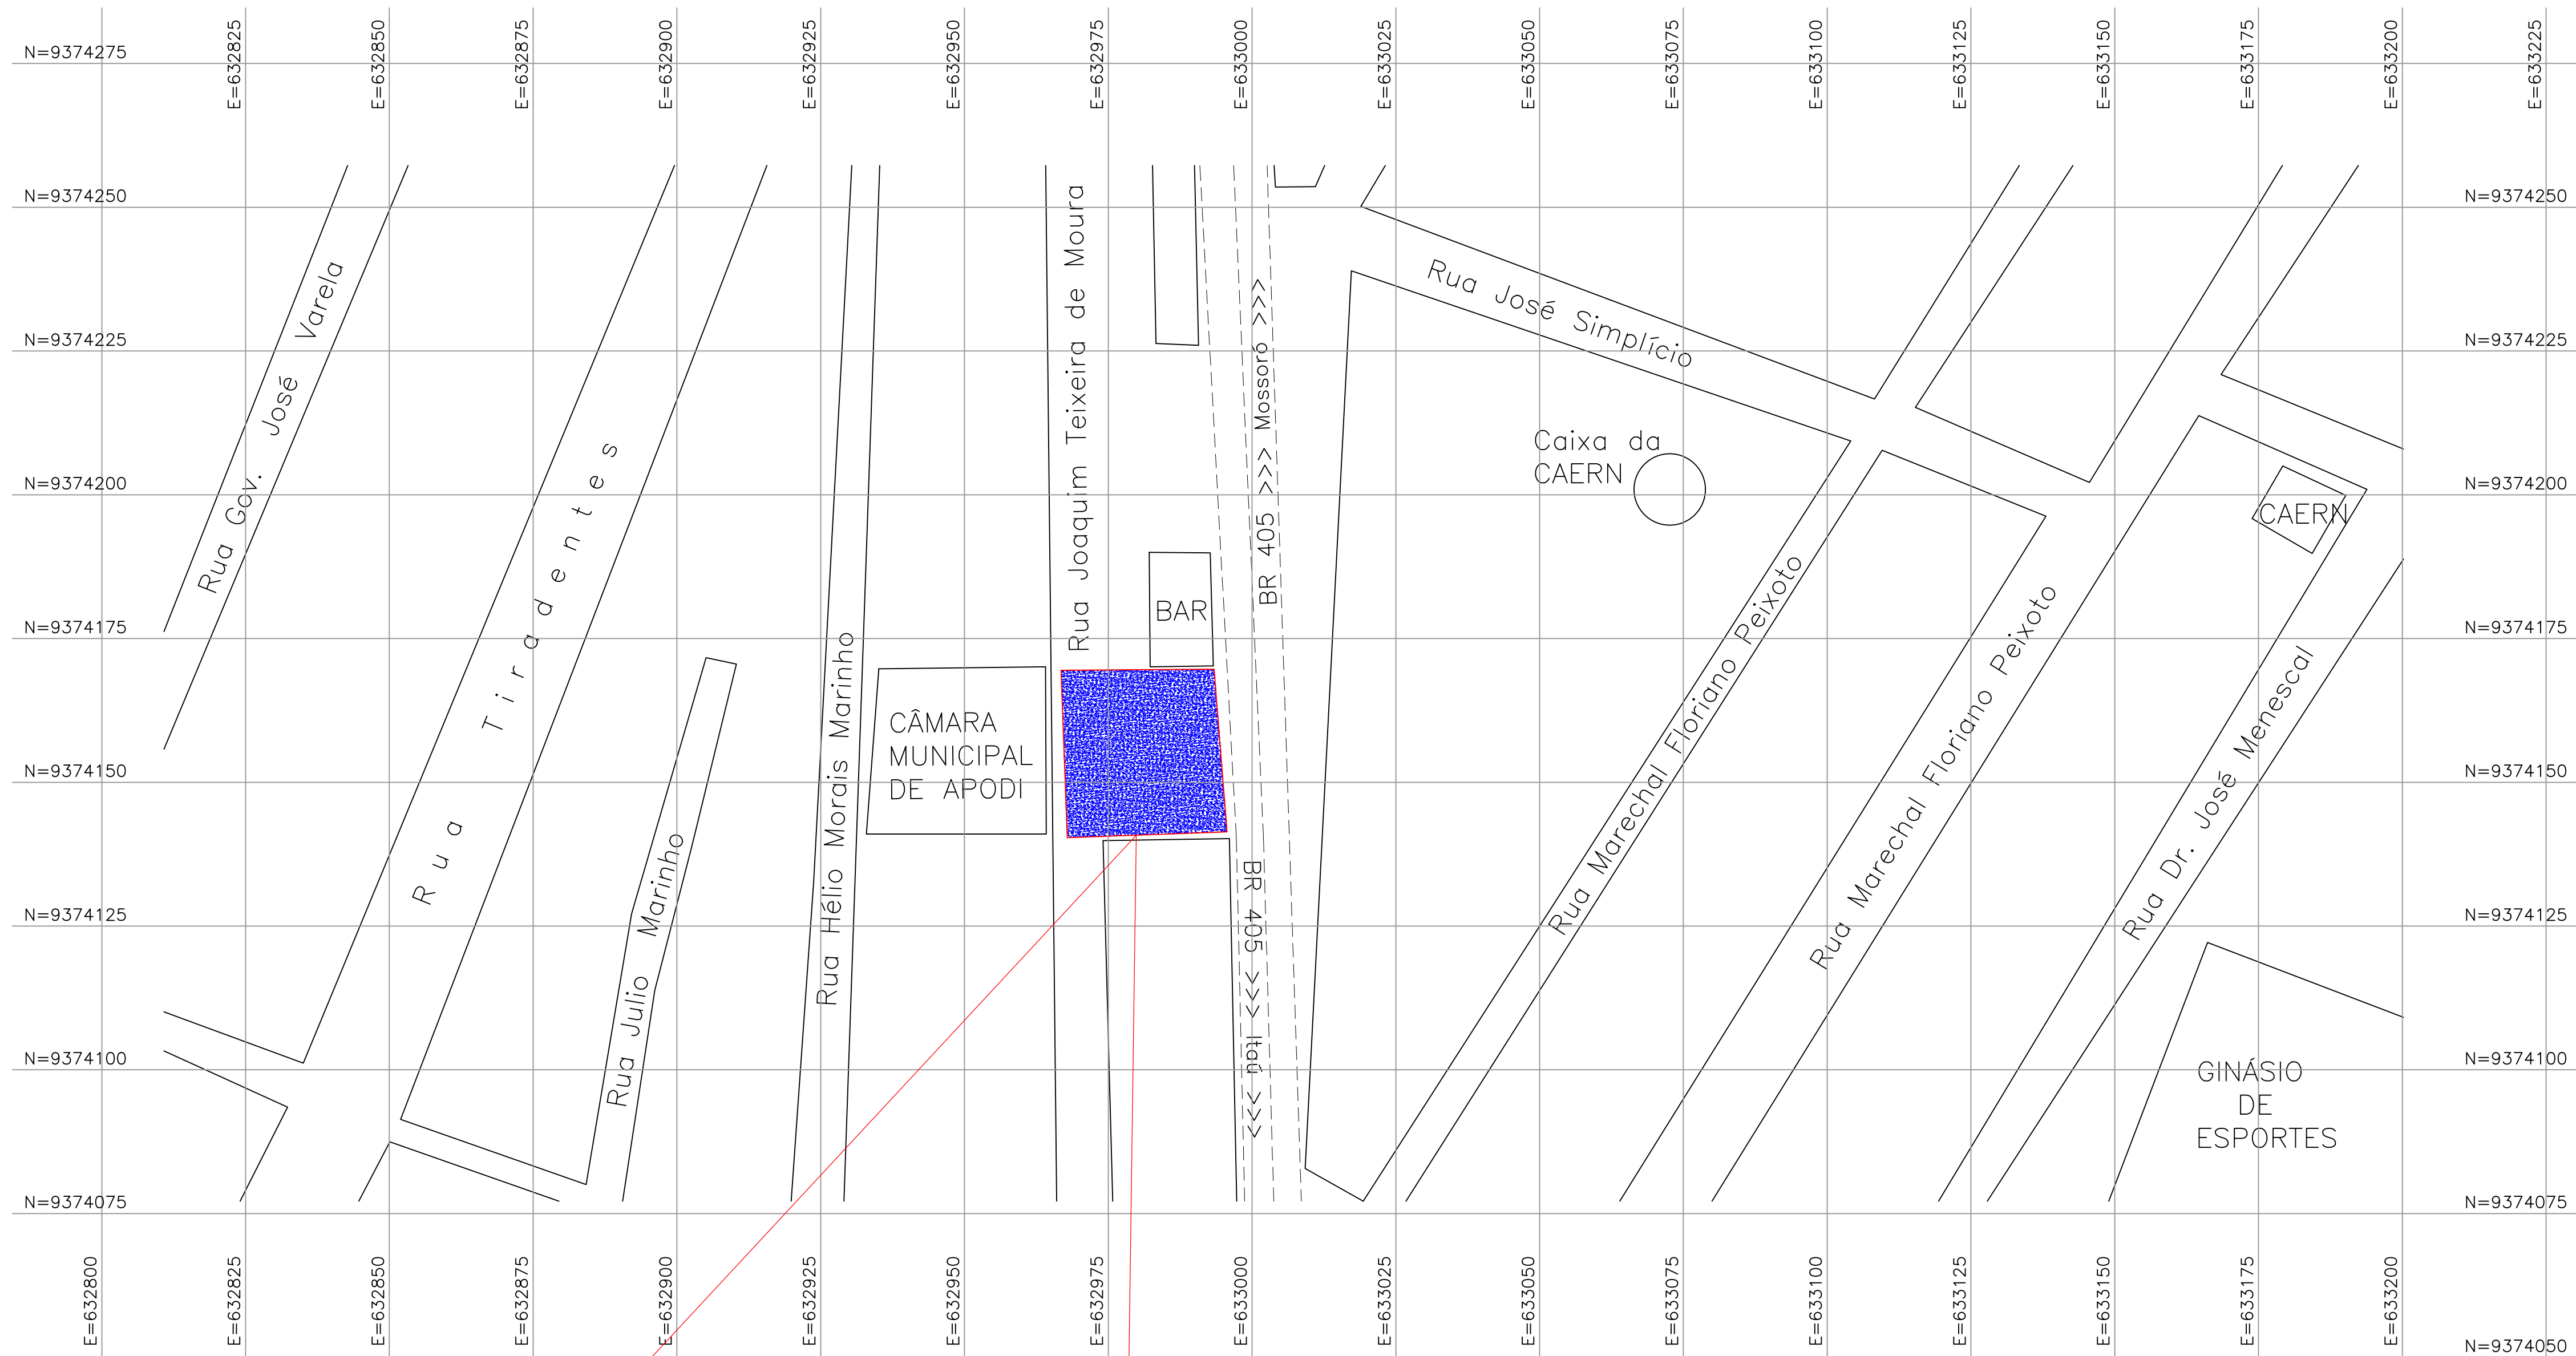 E=632825
E=632850
E=632875
E=632900
E=632925
E=632950
E=632975
E=633000
E=633025
E=633050
E=633075
E=633100
E=633125
E=633150
E=633175
E=633200
E=633225
N=9374275
N=9374250
N=9374250
N=9374225
N=9374225
N=9374200
N=9374200
N=9374175
N=9374175
N=9374150
N=9374150
N=9374125
N=9374125
N=9374100
N=9374100
N=9374075
N=9374075
N=9374050
Rua Gov. José Varela
Rua Tiradentes
Rua Julio Marinho
Rua Hélio Morais Marinho
CÂMARA
MUNICIPAL
DE APODI
Rua Joaquim Teixeira de Moura
BAR
BR 405 >>> Mossoró >>>
BR 405 >>> Itaú >>>
Rua José Simplício
Caixa da
CAERN
Rua Marechal Floriano Peixoto
Rua Marechal Floriano Peixoto
Rua Dr. José Menescal
CAERN
GINÁSIO
DE
ESPORTES
E=632800
E=632825
E=632850
E=632875
E=632900
E=632925
E=632950
E=632975
E=633000
E=633025
E=633050
E=633075
E=633100
E=633125
E=633150
E=633175
E=633200